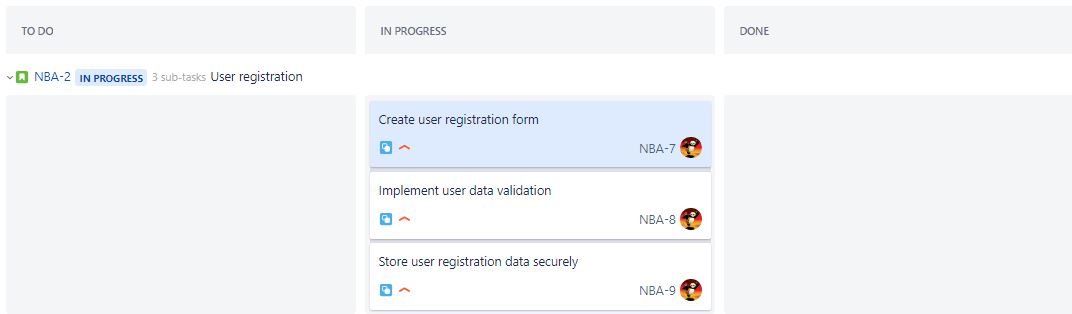 TO DO
IN PROGRESS
DONE
NBA-2 IN PROGRESS 3 sub-tasks User registration
Create user registration form
NBA-7
Implement user data validation
NBA-8
Store user registration data securely
NBA-9